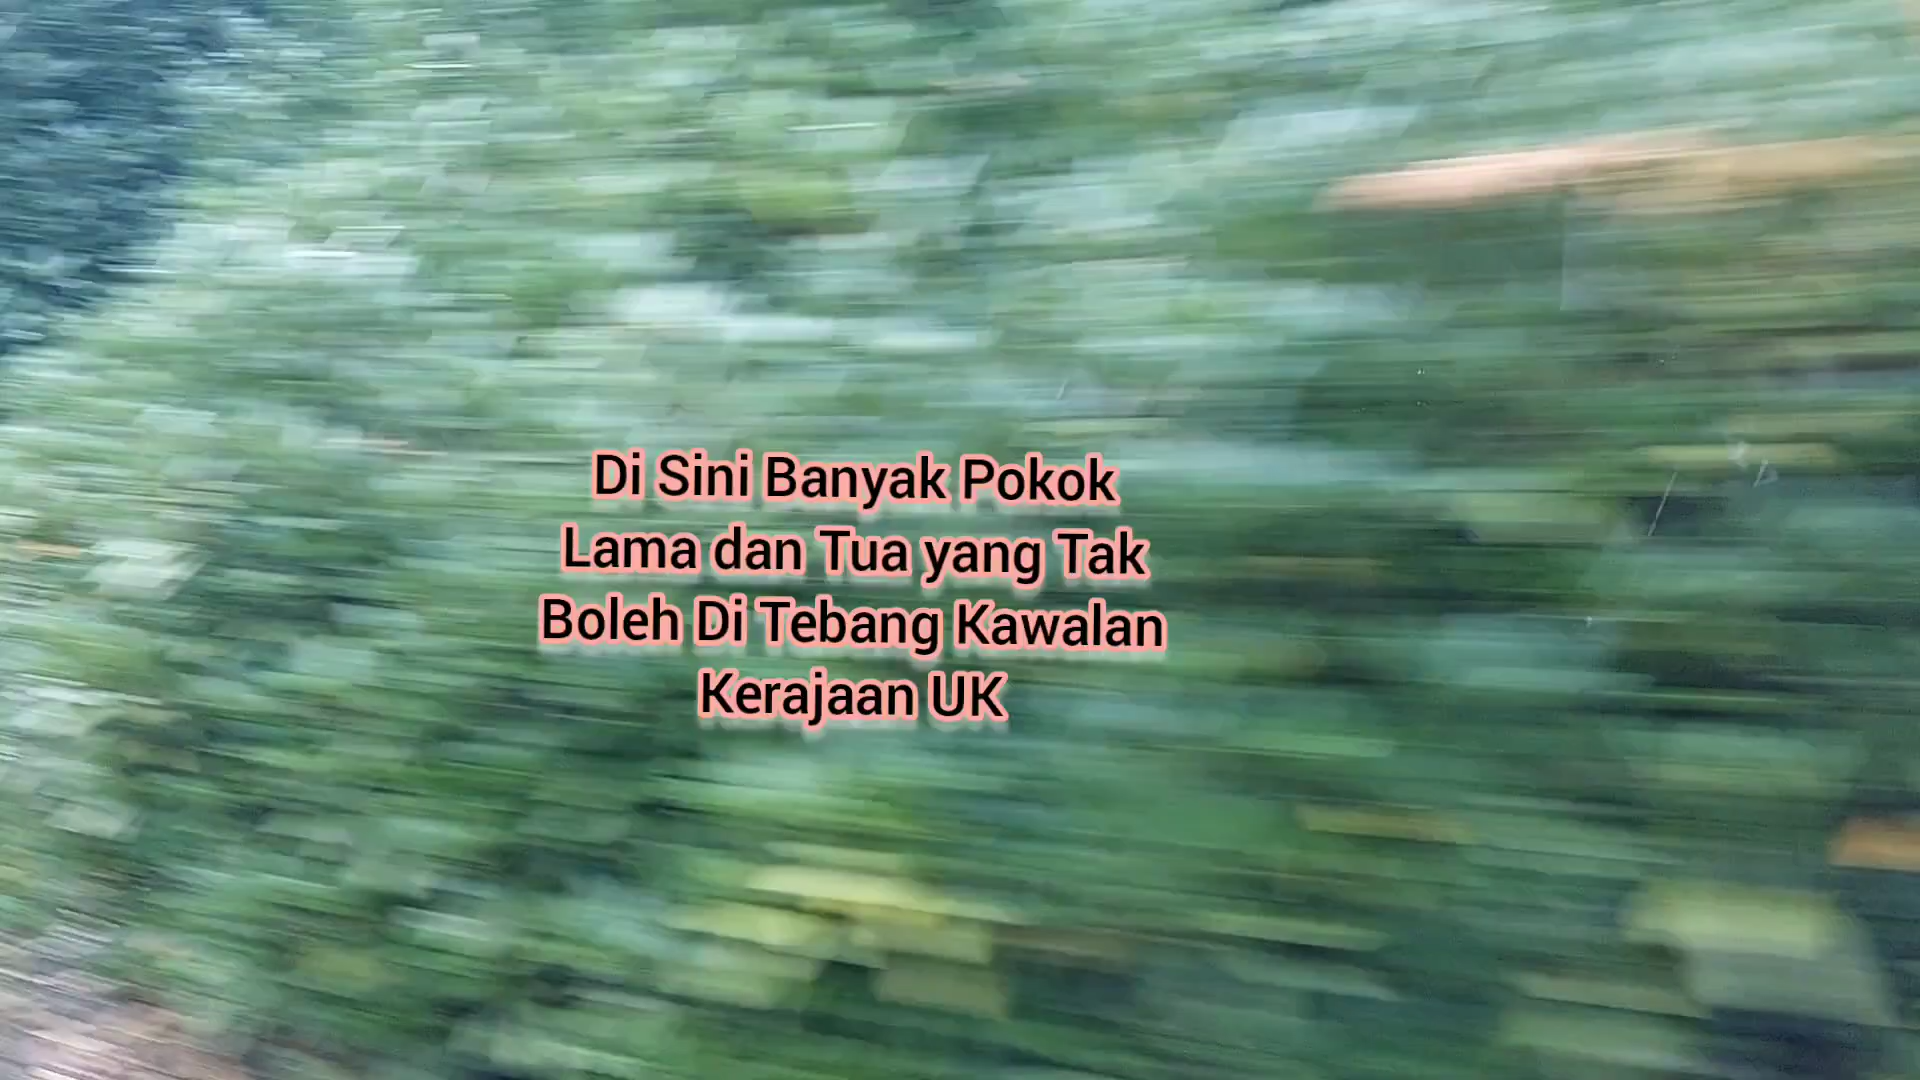 Di Sini Banyak Pokok
Lama dan Tua yang Tak
Boleh Di Tebang Kawalan
Kerajaan UK